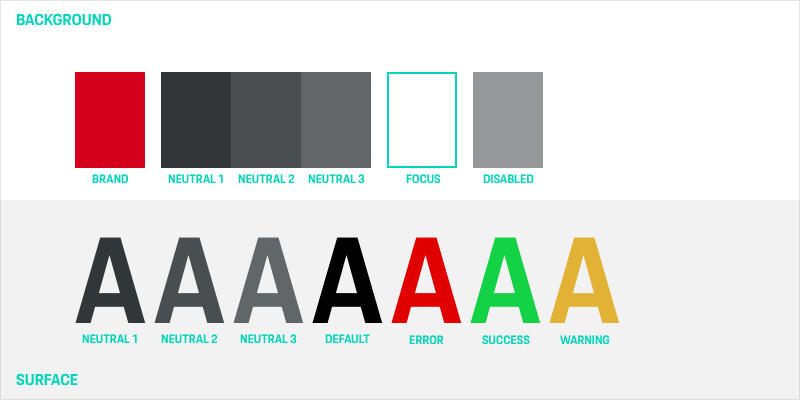 BACKGROUND
BRAND NEUTRAL 1 NEUTRAL 2 NEUTRAL 3 FOCUS DISABLED
A A A A A A A
NEUTRAL 1 NEUTRAL 2 NEUTRAL 3 DEFAULT ERROR SUCCESS WARNING
SURFACE